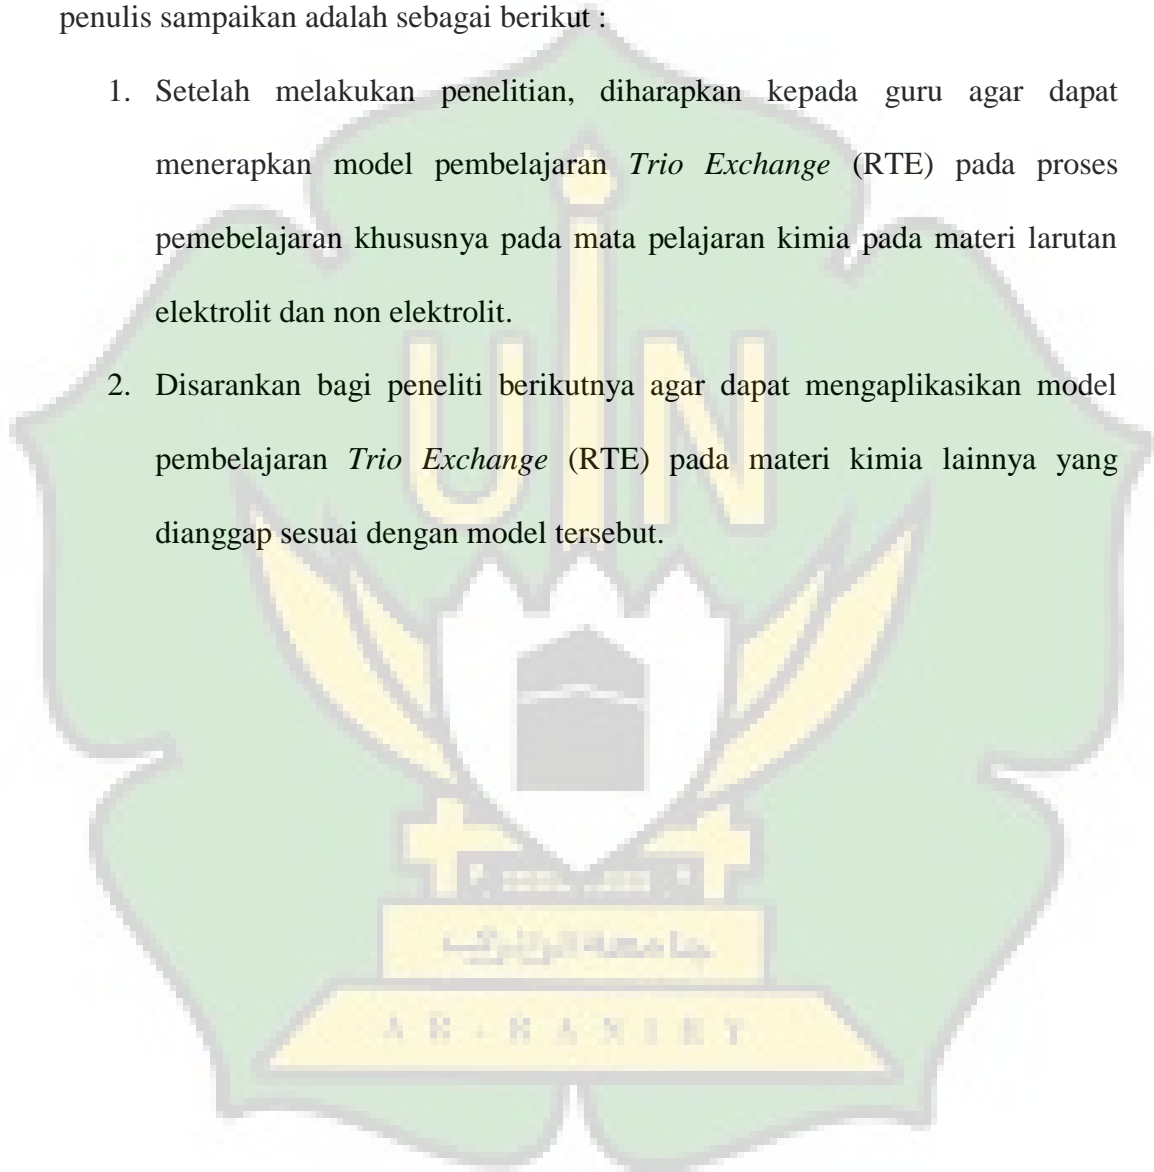 penulis sampaikan adalah sebagai berikut :
1. Setelah melakukan penelitian, diharapkan kepada guru agar dapat
menerapkan model pembelajaran Trio Exchange (RTE) pada proses
pemebelajaran khususnya pada mata pelajaran kimia pada materi larutan
elektrolit dan non elektrolit.
2. Disarankan bagi peneliti berikutnya agar dapat mengaplikasikan model
pembelajaran Trio Exchange (RTE) pada materi kimia lainnya yang
dianggap sesuai dengan model tersebut.
UIN
جامعة الرانيري
AR-RANIRY